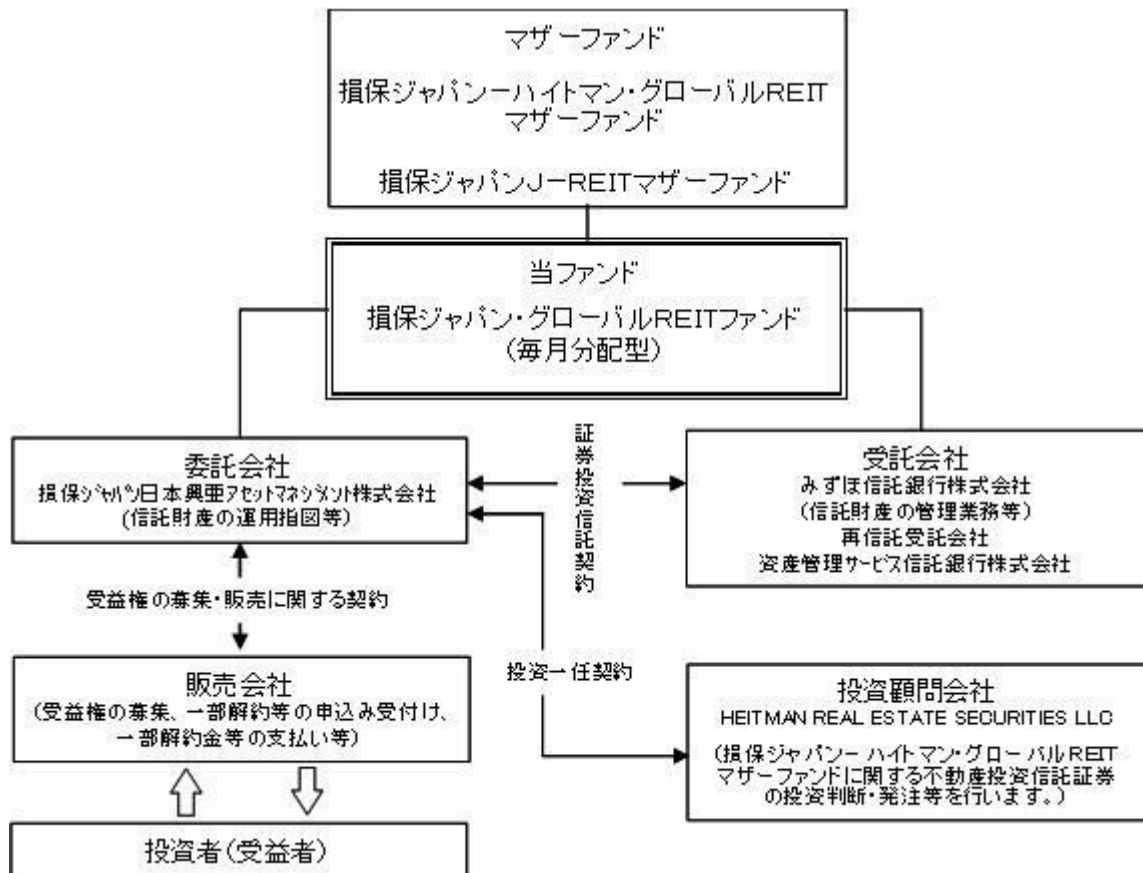 マザーファンド
損保ジャパンーハイトマン・グローバルREIT
マザーファンド
損保ジャパンJ-REITマザーファンド
当ファンド
損保ジャパン・グローバルREITファンド
(毎月分配型)
委託会社
損保ジャパン日本興亜アセットマネジメント株式会社
(信託財産の運用指図等)
証券投資信託契約
受託会社
みずほ信託銀行株式会社
(信託財産の管理業務等)
再信託受託会社
資産管理サービス信託銀行株式会社
受益権の募集・販売に関する契約
販売会社
(受益権の募集、一部解約等の申込み受付け、
一部解約金等の支払い等)
投資一任契約
投資顧問会社
HEITMAN REAL ESTATE SECURITIES LLC
(損保ジャパンーハイトマン・グローバルREIT
マザーファンドに関する不動産投資信託証券
の投資判断・発注等を行います。)
投資者(受益者)